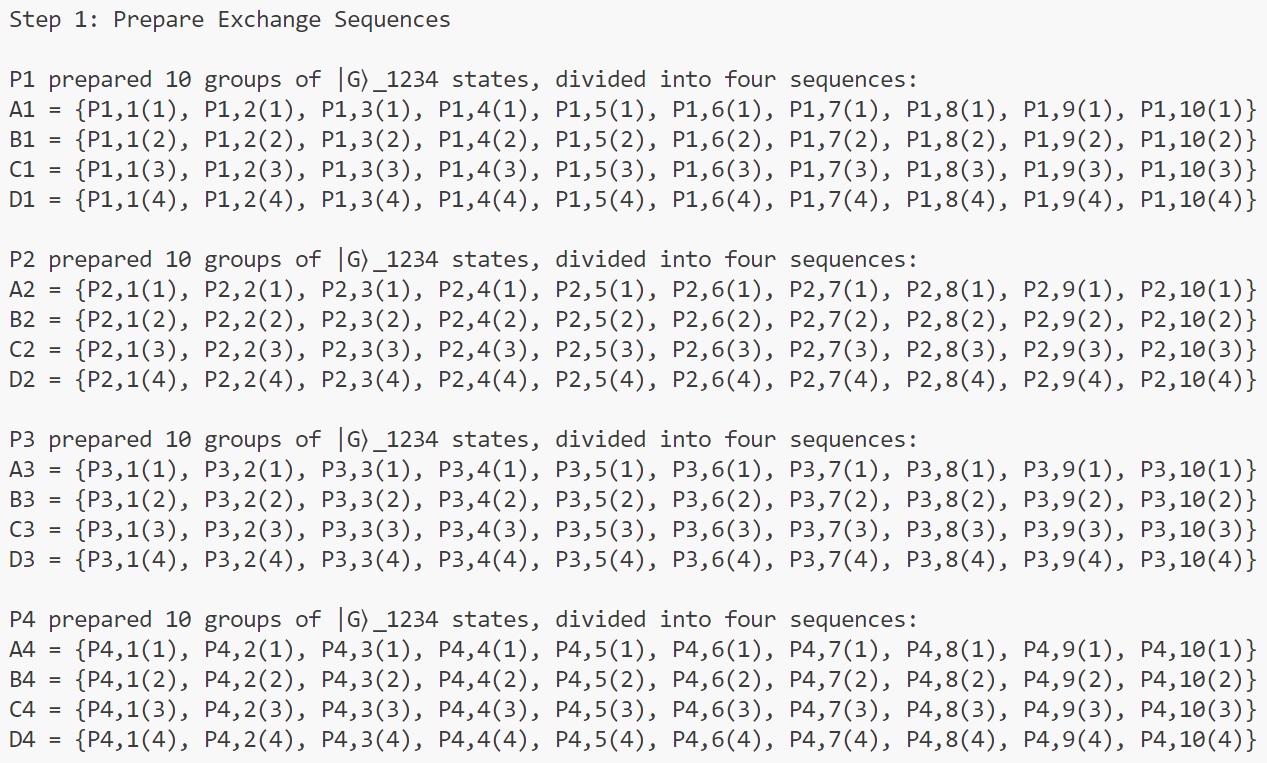 Step 1: Prepare Exchange Sequences
P1 prepared 10 groups of |G⟩_1234 states, divided into four sequences:
A1 = {P1,1(1), P1,2(1), P1,3(1), P1,4(1), P1,5(1), P1,6(1), P1,7(1), P1,8(1), P1,9(1), P1,10(1)}
B1 = {P1,1(2), P1,2(2), P1,3(2), P1,4(2), P1,5(2), P1,6(2), P1,7(2), P1,8(2), P1,9(2), P1,10(2)}
C1 = {P1,1(3), P1,2(3), P1,3(3), P1,4(3), P1,5(3), P1,6(3), P1,7(3), P1,8(3), P1,9(3), P1,10(3)}
D1 = {P1,1(4), P1,2(4), P1,3(4), P1,4(4), P1,5(4), P1,6(4), P1,7(4), P1,8(4), P1,9(4), P1,10(4)}
P2 prepared 10 groups of |G⟩_1234 states, divided into four sequences:
A2 = {P2,1(1), P2,2(1), P2,3(1), P2,4(1), P2,5(1), P2,6(1), P2,7(1), P2,8(1), P2,9(1), P2,10(1)}
B2 = {P2,1(2), P2,2(2), P2,3(2), P2,4(2), P2,5(2), P2,6(2), P2,7(2), P2,8(2), P2,9(2), P2,10(2)}
C2 = {P2,1(3), P2,2(3), P2,3(3), P2,4(3), P2,5(3), P2,6(3), P2,7(3), P2,8(3), P2,9(3), P2,10(3)}
D2 = {P2,1(4), P2,2(4), P2,3(4), P2,4(4), P2,5(4), P2,6(4), P2,7(4), P2,8(4), P2,9(4), P2,10(4)}
P3 prepared 10 groups of |G⟩_1234 states, divided into four sequences:
A3 = {P3,1(1), P3,2(1), P3,3(1), P3,4(1), P3,5(1), P3,6(1), P3,7(1), P3,8(1), P3,9(1), P3,10(1)}
B3 = {P3,1(2), P3,2(2), P3,3(2), P3,4(2), P3,5(2), P3,6(2), P3,7(2), P3,8(2), P3,9(2), P3,10(2)}
C3 = {P3,1(3), P3,2(3), P3,3(3), P3,4(3), P3,5(3), P3,6(3), P3,7(3), P3,8(3), P3,9(3), P3,10(3)}
D3 = {P3,1(4), P3,2(4), P3,3(4), P3,4(4), P3,5(4), P3,6(4), P3,7(4), P3,8(4), P3,9(4), P3,10(4)}
P4 prepared 10 groups of |G⟩_1234 states, divided into four sequences:
A4 = {P4,1(1), P4,2(1), P4,3(1), P4,4(1), P4,5(1), P4,6(1), P4,7(1), P4,8(1), P4,9(1), P4,10(1)}
B4 = {P4,1(2), P4,2(2), P4,3(2), P4,4(2), P4,5(2), P4,6(2), P4,7(2), P4,8(2), P4,9(2), P4,10(2)}
C4 = {P4,1(3), P4,2(3), P4,3(3), P4,4(3), P4,5(3), P4,6(3), P4,7(3), P4,8(3), P4,9(3), P4,10(3)}
D4 = {P4,1(4), P4,2(4), P4,3(4), P4,4(4), P4,5(4), P4,6(4), P4,7(4), P4,8(4), P4,9(4), P4,10(4)}